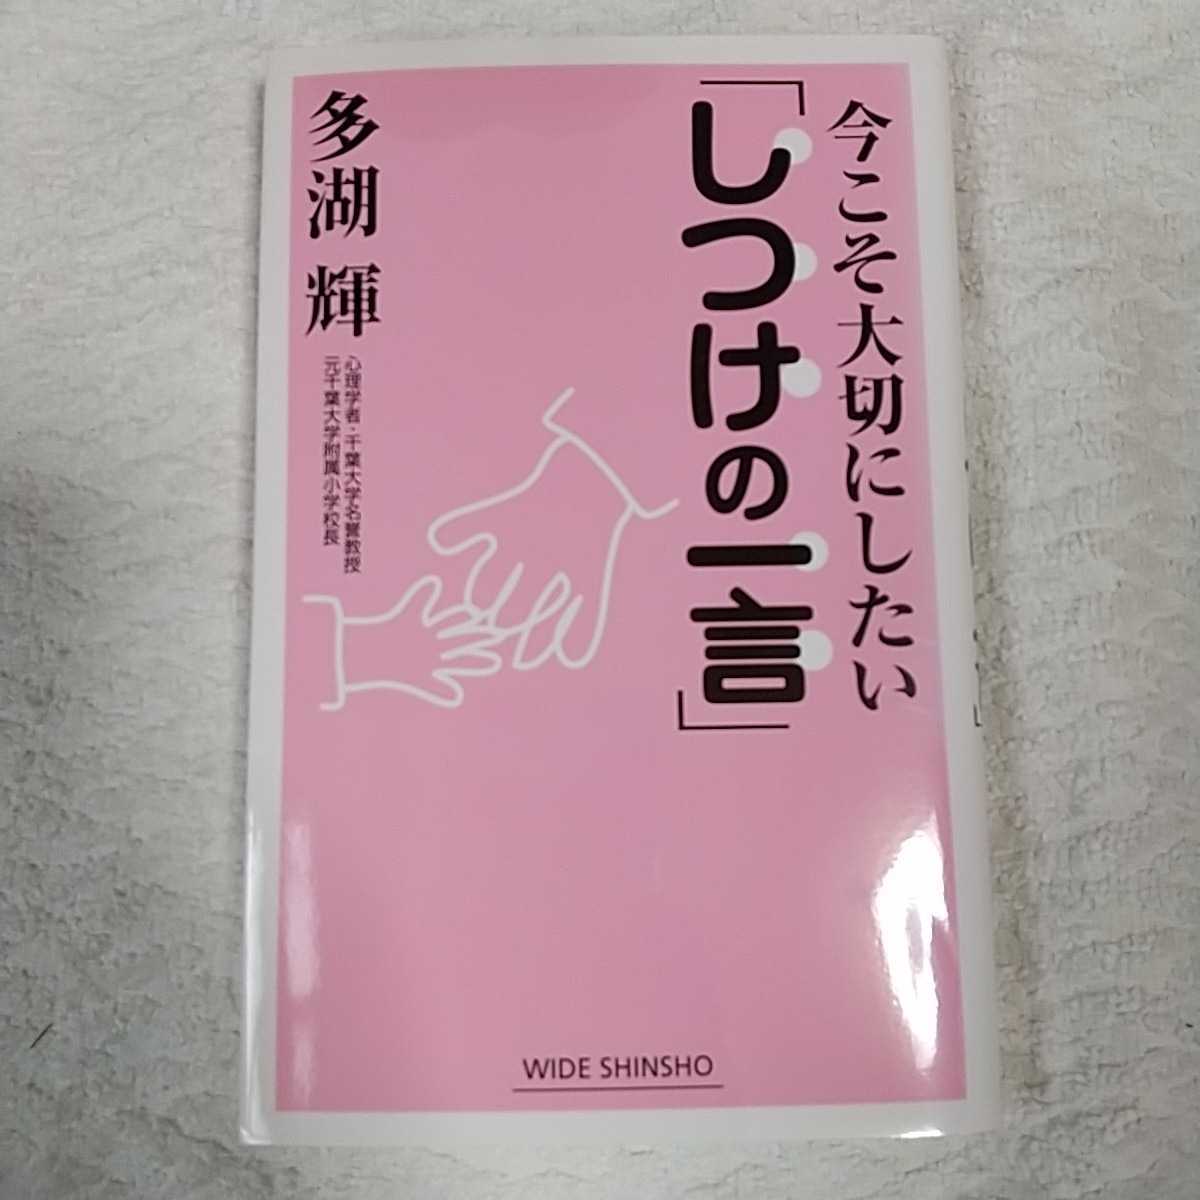 今こそ大切にしたい
「しつけの一言」
多湖 輝
心理学者・千葉大学名誉教授
元千葉大学附属小学校長
WIDE SHINSHO